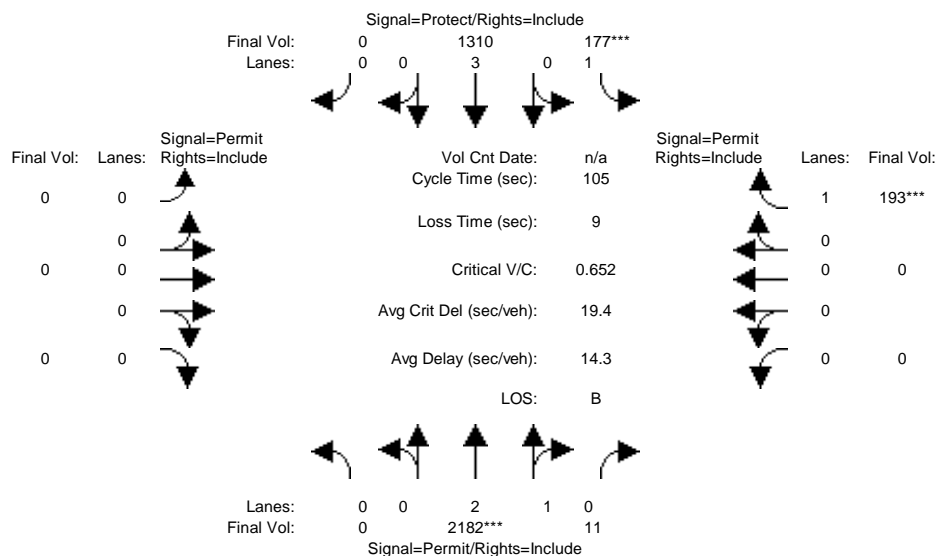 Signal=Protect/Rights=Include
Final Vol: 0 1310 177***
Lanes: 0 0 3 0 1
Signal=Permit Signal=Permit
Final Vol: Lanes: Rights=Include Vol Cnt Date: n/a Rights=Include Lanes: Final Vol:
Cycle Time (sec): 105
0 0 1 193***
Loss Time (sec): 9
0 0
0 0 Critical V/C: 0.652 0 0
0 Avg Crit Del (sec/veh): 19.4 0
0 0 Avg Delay (sec/veh): 14.3 0 0
LOS: B
Lanes: 0 0 2 1 0
Final Vol: 0 2182*** 11
Signal=Permit/Rights=Include